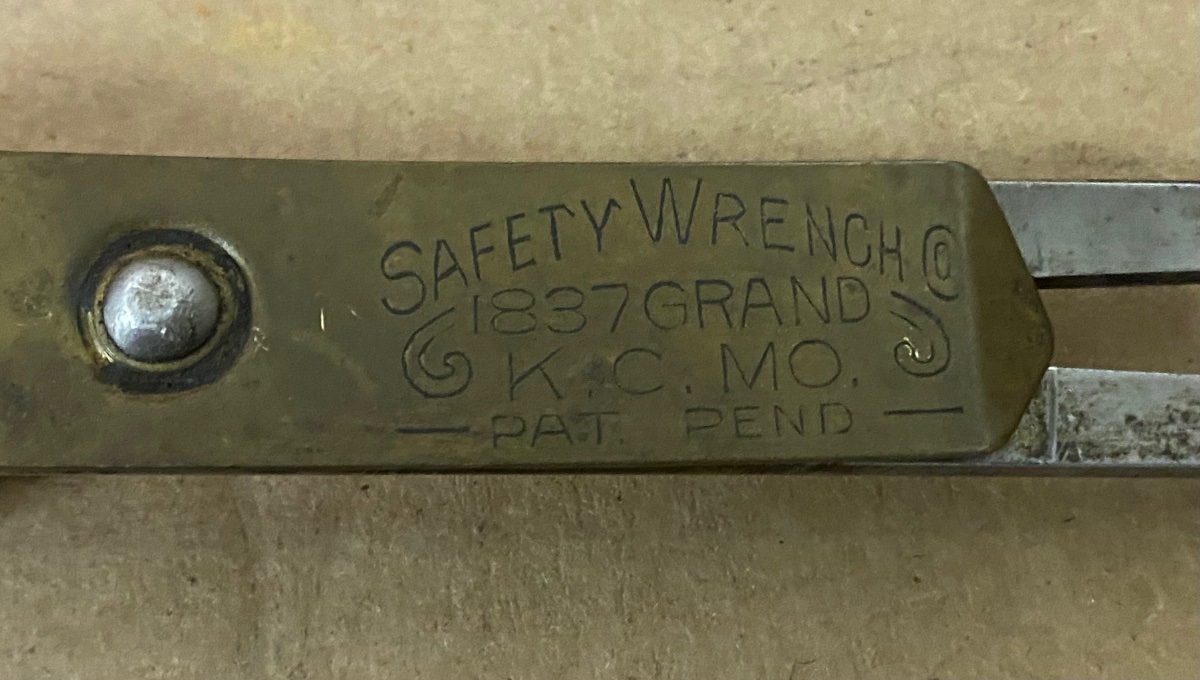 SAFETY WRENCH Co
1837 GRAND
K. C. MO.
PAT. PEND